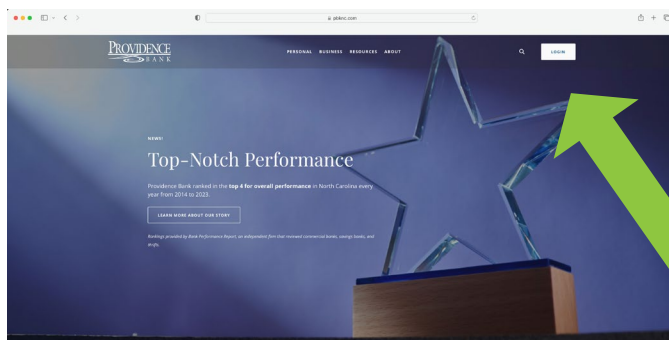 pbknc.com
PROVIDENCE
BANK
PERSONAL BUSINESS RESOURCES ABOUT
LOGIN
NEWS!
Top-Notch Performance
Providence Bank ranked in the top 4 for overall performance in North Carolina every
year from 2014 to 2023.
LEARN MORE ABOUT OUR STORY
Rankings provided by Bank Performance Report, an independent firm that reviewed commercial banks, savings banks, and
thrifts.